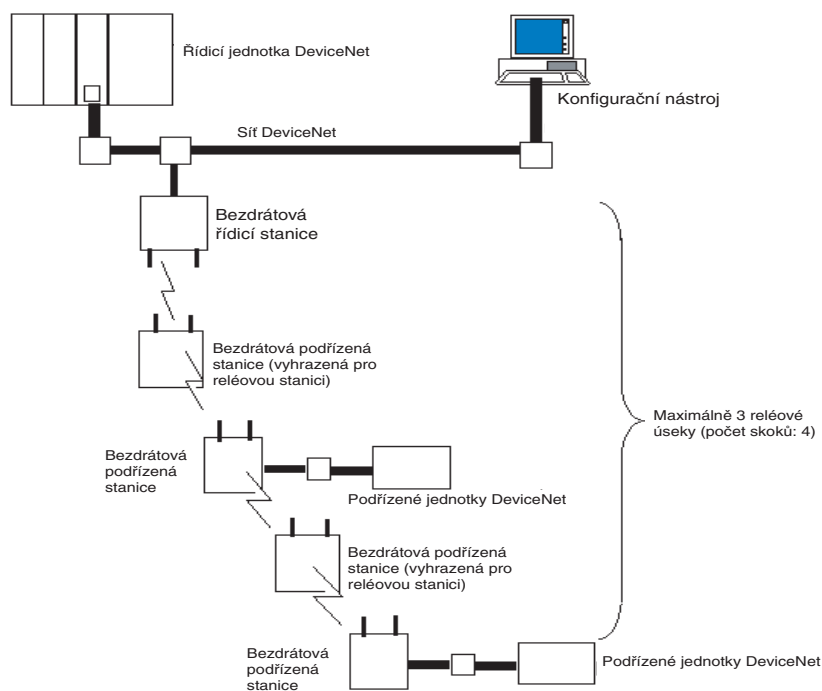 Řídicí jednotka DeviceNet
Konfigurační nástroj
Síť DeviceNet
Bezdrátová
řídicí stanice
Bezdrátová podřízená
stanice (vyhrazená pro
reléovou stanici)
Maximálně 3 reléové
úseky (počet skoků: 4)
Bezdrátová
podřízená
stanice
Podřízené jednotky DeviceNet
Bezdrátová podřízená
stanice (vyhrazená pro
reléovou stanici)
Bezdrátová
podřízená
stanice
Podřízené jednotky DeviceNet